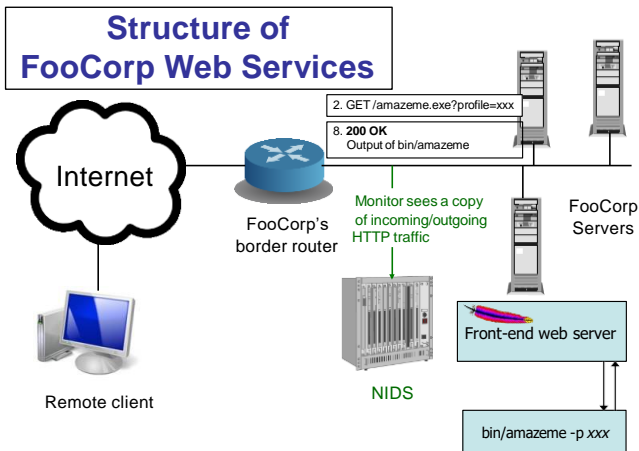 Structure of
FooCorp Web Services
2. GET /amazeme.exe?profile=xxx
8. 200 OK
Output of bin/amazeme
Internet
FooCorp's
border router
Monitor sees a copy
of incoming/outgoing
HTTP traffic
FooCorp
Servers
Remote client
NIDS
Front-end web server
bin/amazeme -p xxx